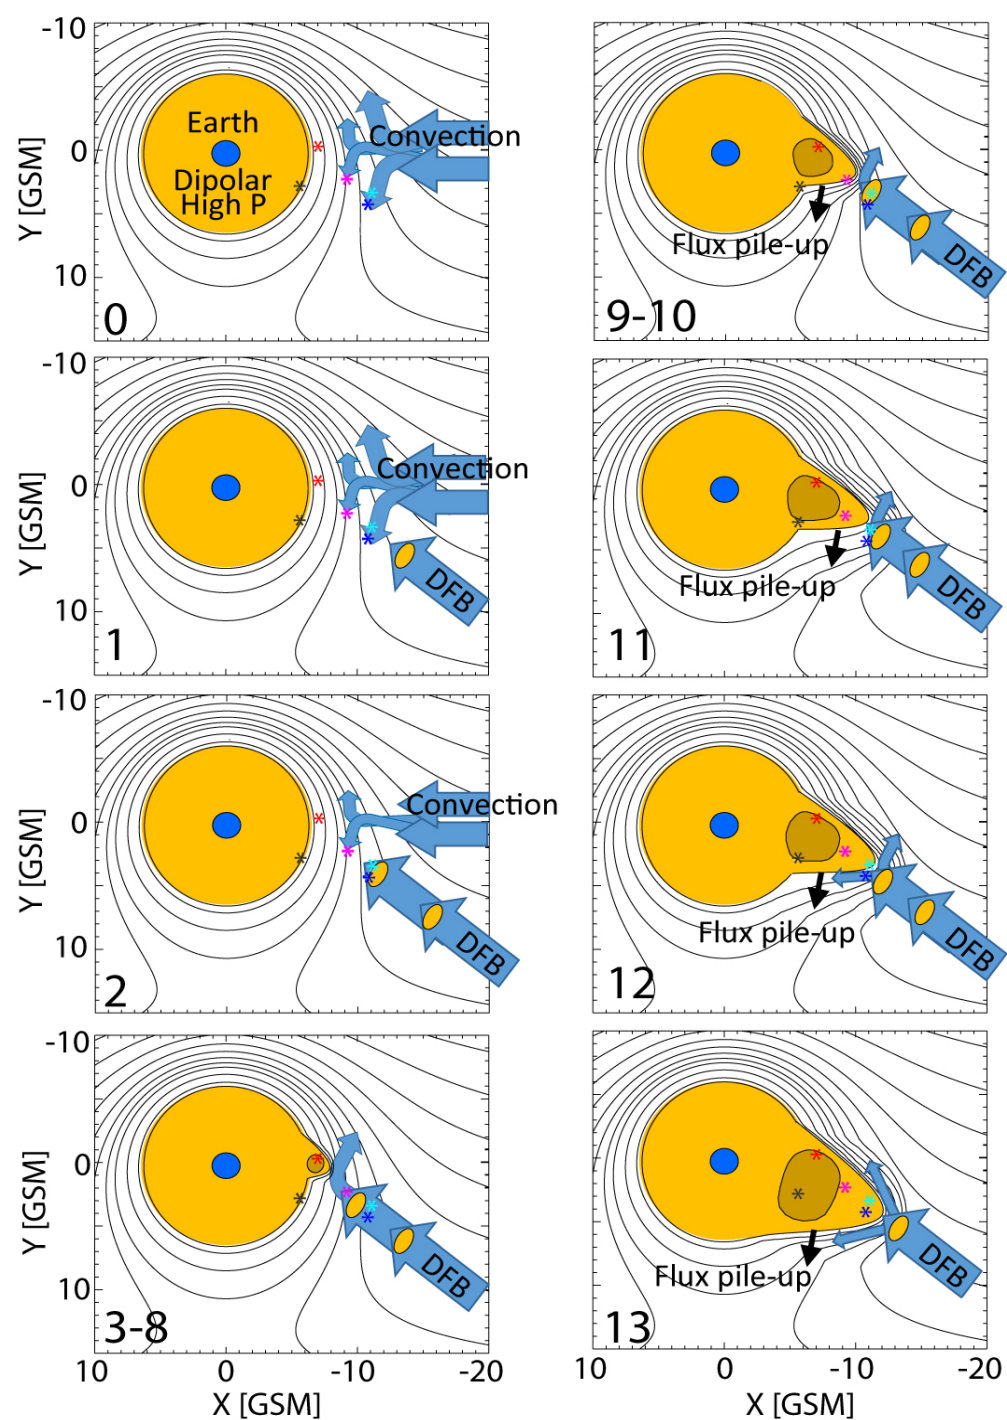 -10
0
10
Y [GSM]
Earth
Dipolar
High P
Convection
0
Flux pile-up
DFB
9-10
-10
0
10
Y [GSM]
Convection
DFB
1
Flux pile-up
DFB
11
-10
0
10
Y [GSM]
Convection
DFB
2
Flux pile-up
DFB
12
-10
0
10
Y [GSM]
DFB
3-8
10 0 -10 -20
X [GSM]
Flux pile-up
DFB
13
10 0 -10 -20
X [GSM]